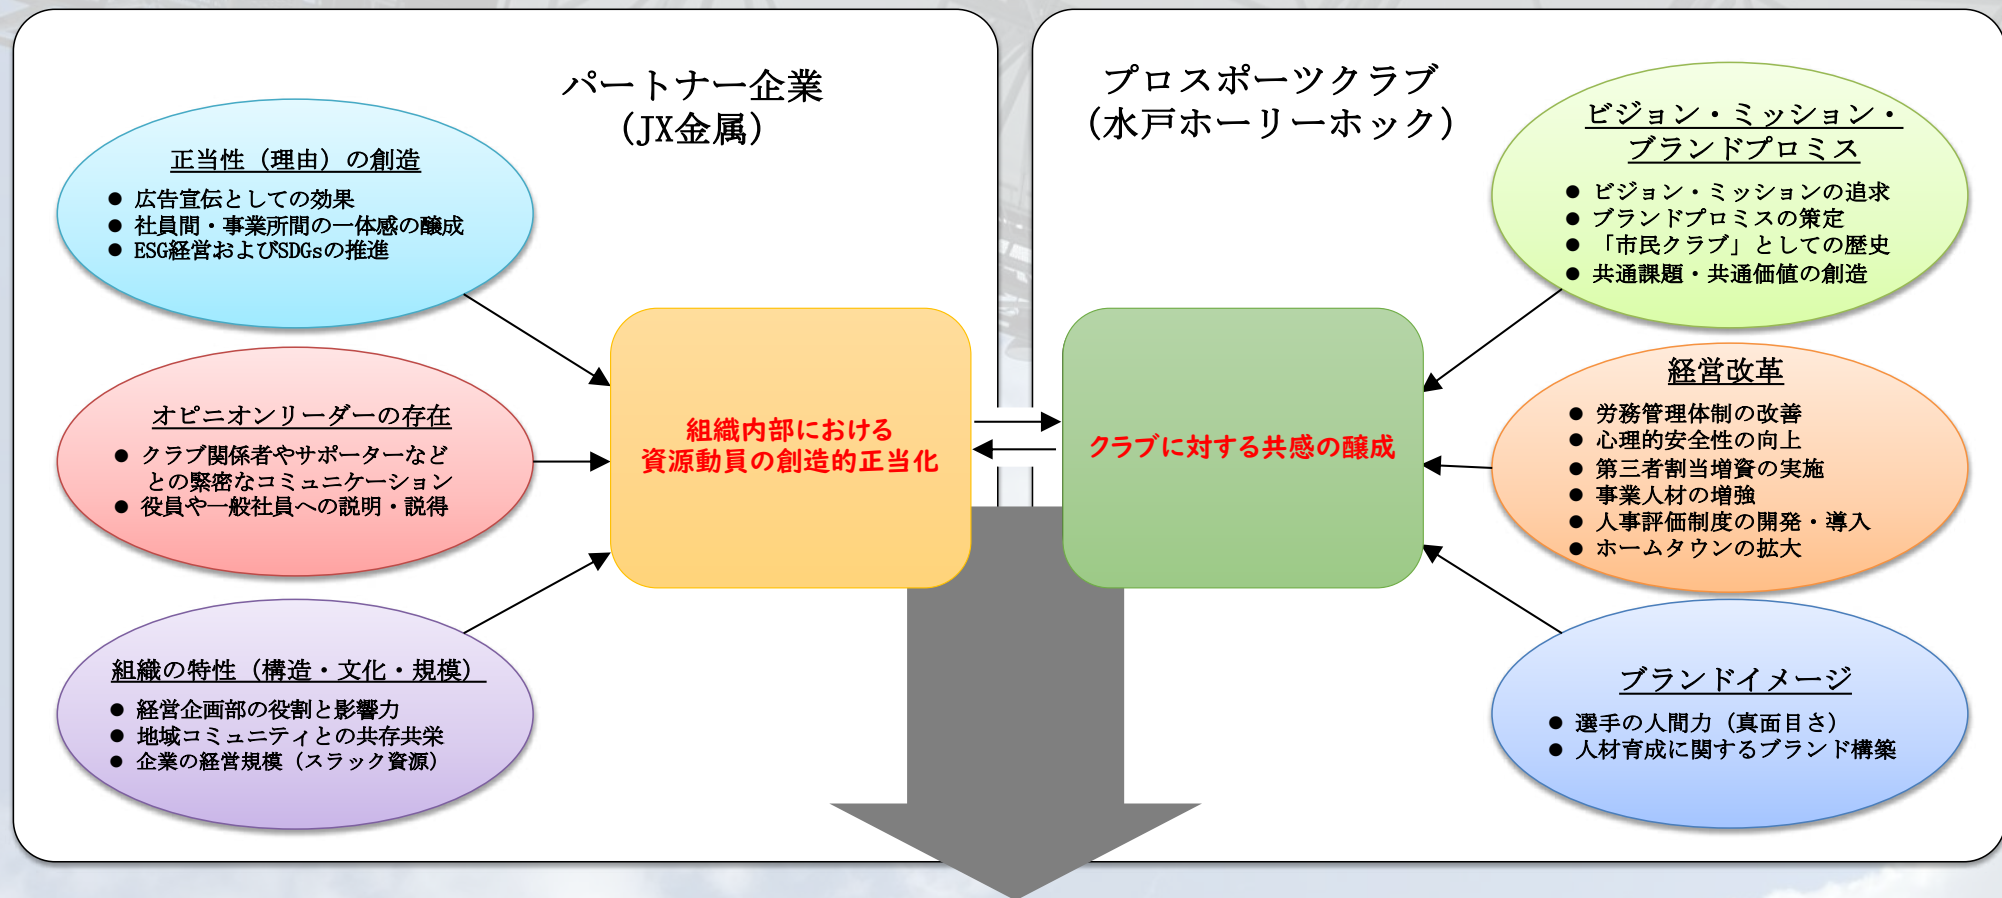 パートナー企業
（JX金属）
正当性（理由）の創造
● 広告宣伝としての効果
● 社員間・事業所間の一体感の醸成
● ESG経営およびSDGsの推進
オピニオンリーダーの存在
● クラブ関係者やサポーターなど
との緊密なコミュニケーション
● 役員や一般社員への説明・説得
組織の特性（構造・文化・規模）
● 経営企画部の役割と影響力
● 地域コミュニティとの共存共栄
● 企業の経営規模（スラック資源）
組織内部における
資源動員の創造的正当化
プロスポーツクラブ
（水戸ホーリーホック）
クラブに対する共感の醸成
ビジョン・ミッション・
ブランドプロミス
● ビジョン・ミッションの追求
● ブランドプロミスの策定
● 「市民クラブ」としての歴史
● 共通課題・共通価値の創造
経営改革
● 労務管理体制の改善
● 心理的安全性の向上
● 第三者割当増資の実施
● 事業人材の増強
● 人事評価制度の開発・導入
● ホームタウンの拡大
ブランドイメージ
● 選手の人間力（真面目さ）
● 人材育成に関するブランド構築